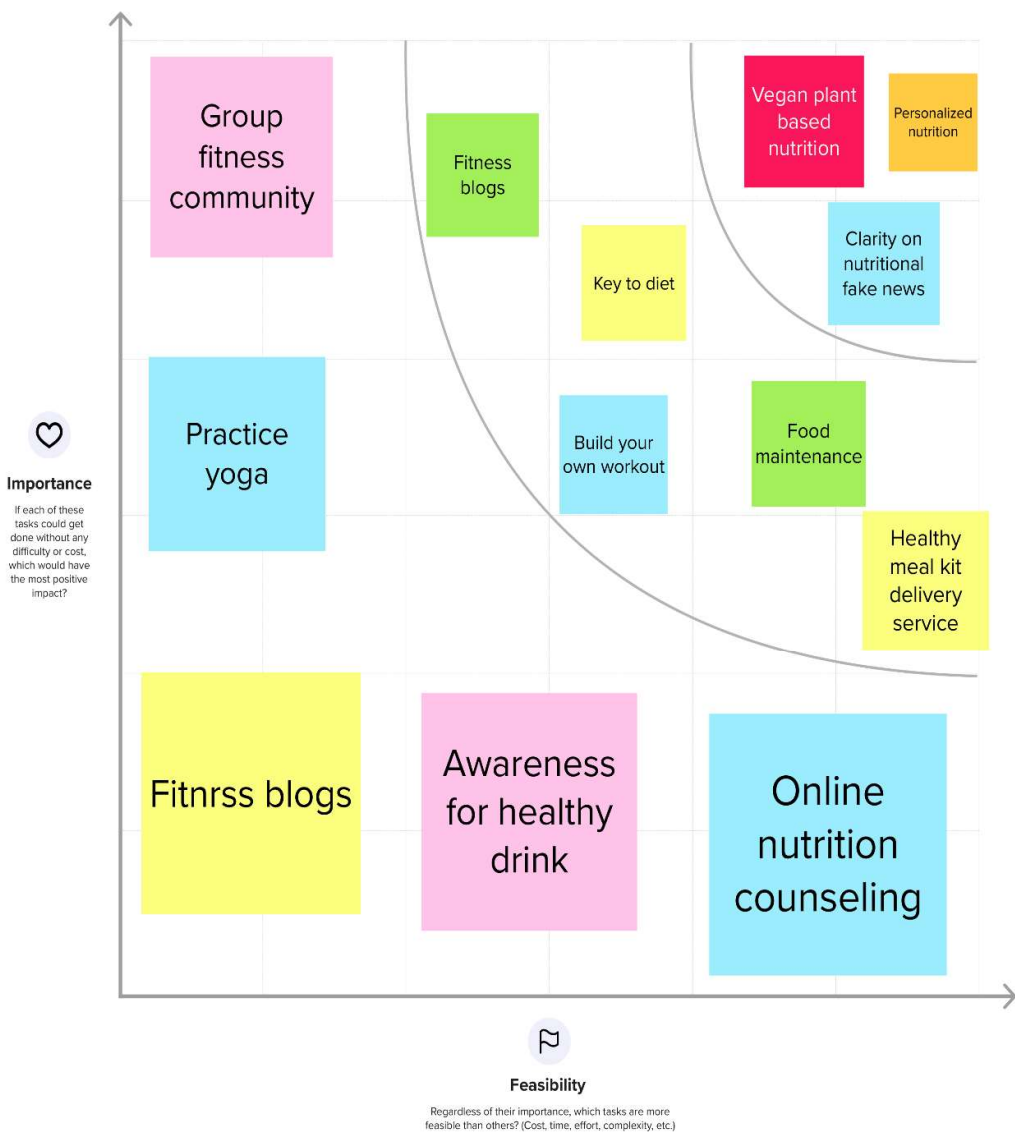 Group
fitness
community
Fitness
blogs
Vegan plant
based
nutrition
Personalized
nutrition
Key to diet
Clarity on
nutritional
fake news
Practice
yoga
Build your
own workout
Food
maintenance
Healthy
meal kit
delivery
service
Importance
If each of these
tasks could get
done without any
difficulty or cost,
which would have
the most positive
impact?
Fitnrss blogs
Awareness
for healthy
drink
Online
nutrition
counseling
Feasibility
Regardless of their importance, which tasks are more
feasible than others? (Cost, time, effort, complexity, etc.)